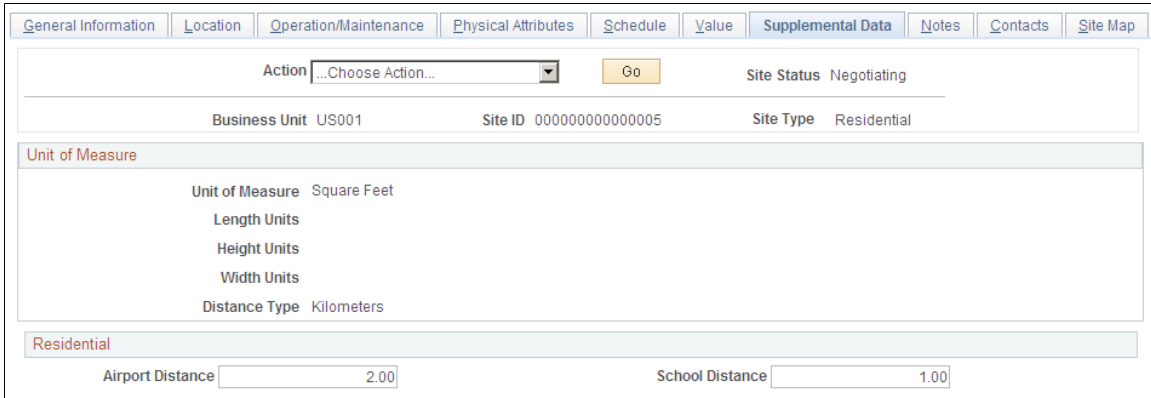 General Information Location Operation/Maintenance Physical Attributes Schedule Value Supplemental Data Notes Contacts Site Map
Action ...Choose Action... Go Site Status Negotiating
Business Unit US001 Site ID 000000000000005 Site Type Residential
Unit of Measure
Unit of Measure Square Feet
Length Units
Height Units
Width Units
Distance Type Kilometers
Residential
Airport Distance 2.00 School Distance 1.00